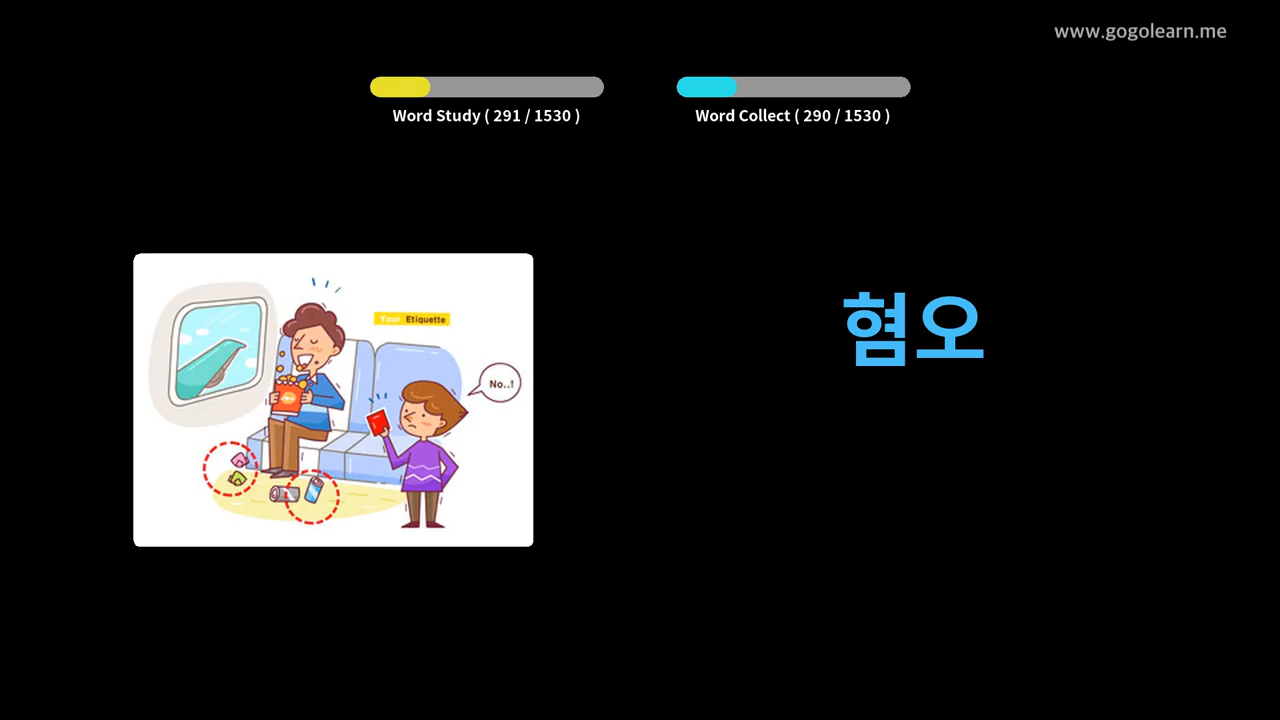 www.gogolearn.me
Word Study ( 291 / 1530 )
Word Collect ( 290 / 1530 )
Your Etiquette
No..!
혐오